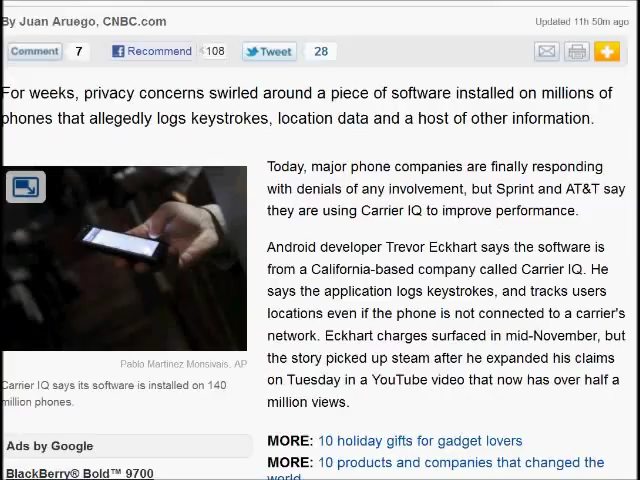 By Juan Aruego, CNBC.com
Updated 11h 50m ago
Comment 7 Recommend 108 Tweet 28
For weeks, privacy concerns swirled around a piece of software installed on millions of
phones that allegedly logs keystrokes, location data and a host of other information.
Today, major phone companies are finally responding
with denials of any involvement, but Sprint and AT&T say
they are using Carrier IQ to improve performance.
Android developer Trevor Eckhart says the software is
from a California-based company called Carrier IQ. He
says the application logs keystrokes, and tracks users
locations even if the phone is not connected to a carrier's
network. Eckhart charges surfaced in mid-November, but
the story picked up steam after he expanded his claims
on Tuesday in a YouTube video that now has over half a
million views.
Pablo Martinez Monsivais, AP
Carrier IQ says its software is installed on 140
million phones.
Ads by Google
BlackBerry® Bold™ 9700
MORE: 10 holiday gifts for gadget lovers
MORE: 10 products and companies that changed the
world